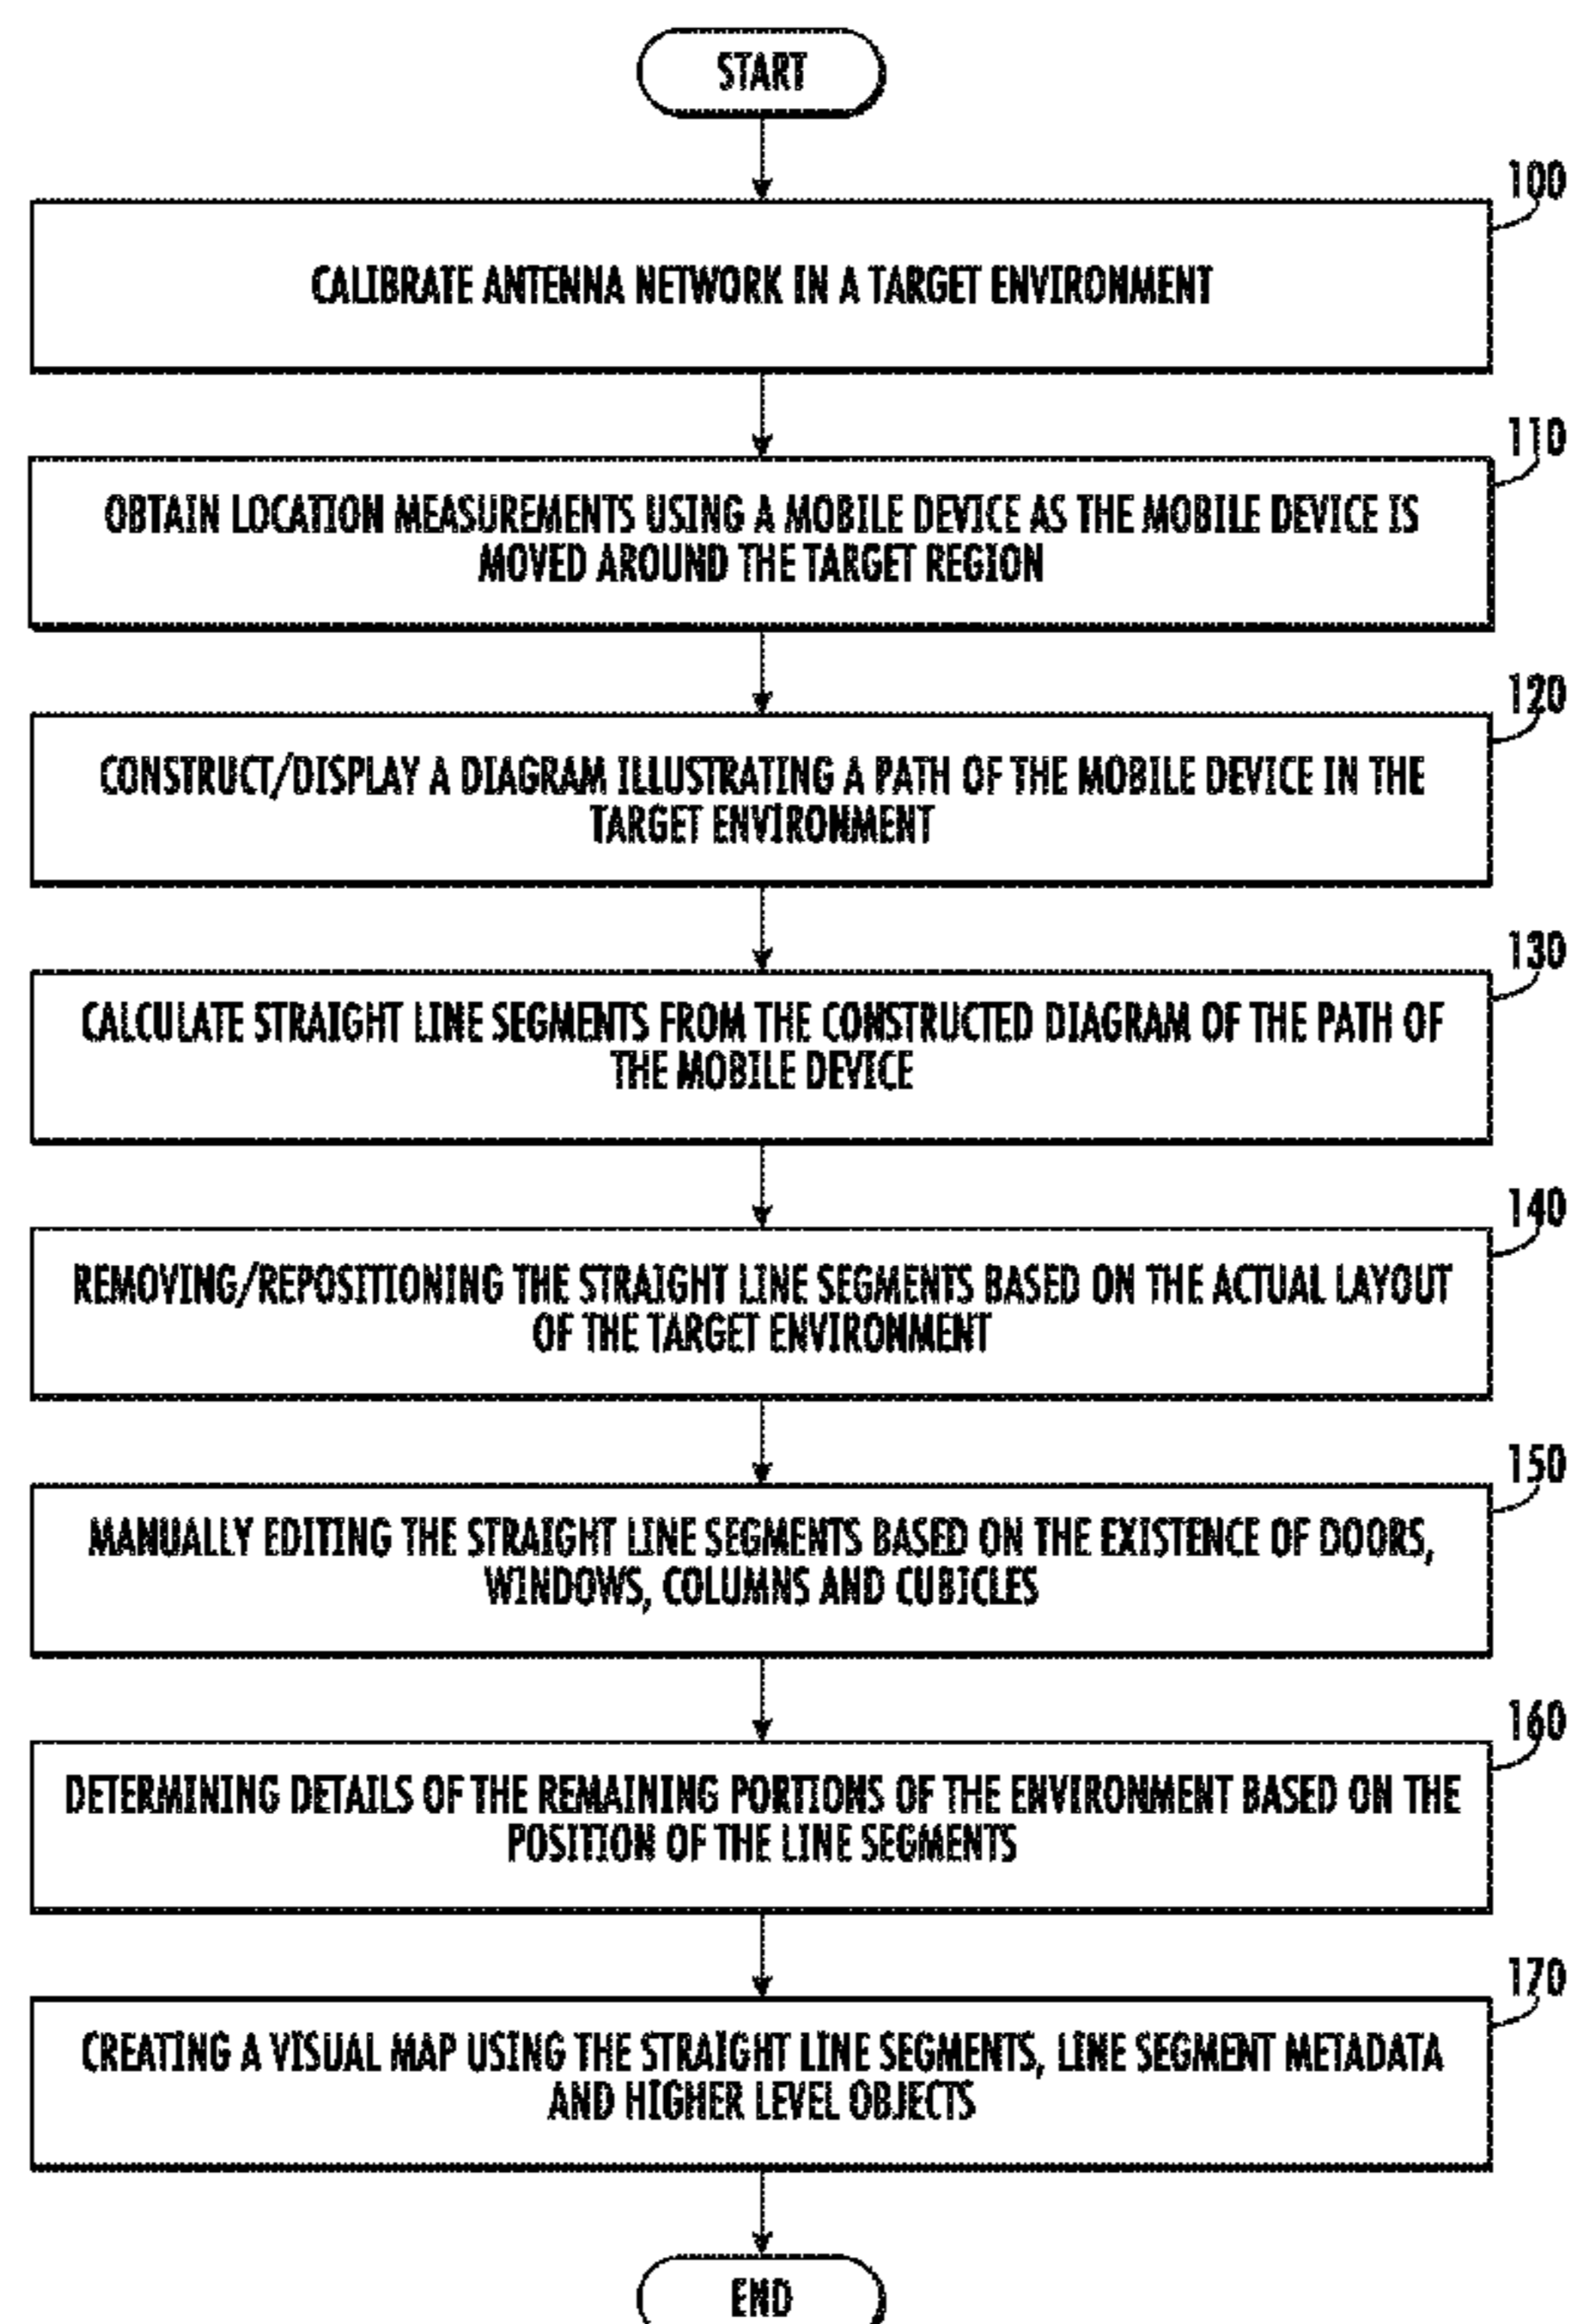 START
100
CALIBRATE ANTENNA NETWORK IN A TARGET ENVIRONMENT
110
OBTAIN LOCATION MEASUREMENTS USING A MOBILE DEVICE AS THE MOBILE DEVICE IS
MOVED AROUND THE TARGET REGION
120
CONSTRUCT/DISPLAY A DIAGRAM ILLUSTRATING A PATH OF THE MOBILE DEVICE IN THE
TARGET ENVIRONMENT
130
CALCULATE STRAIGHT LINE SEGMENTS FROM THE CONSTRUCTED DIAGRAM OF THE PATH OF
THE MOBILE DEVICE
140
REMOVING/REPOSITIONING THE STRAIGHT LINE SEGMENTS BASED ON THE ACTUAL LAYOUT
OF THE TARGET ENVIRONMENT
150
MANUALLY EDITING THE STRAIGHT LINE SEGMENTS BASED ON THE EXISTENCE OF DOORS,
WINDOWS, COLUMNS AND CUBICLES
160
DETERMINING DETAILS OF THE REMAINING PORTIONS OF THE ENVIRONMENT BASED ON THE
POSITION OF THE LINE SEGMENTS
170
CREATING A VISUAL MAP USING THE STRAIGHT LINE SEGMENTS, LINE SEGMENT METADATA
AND HIGHER LEVEL OBJECTS
END